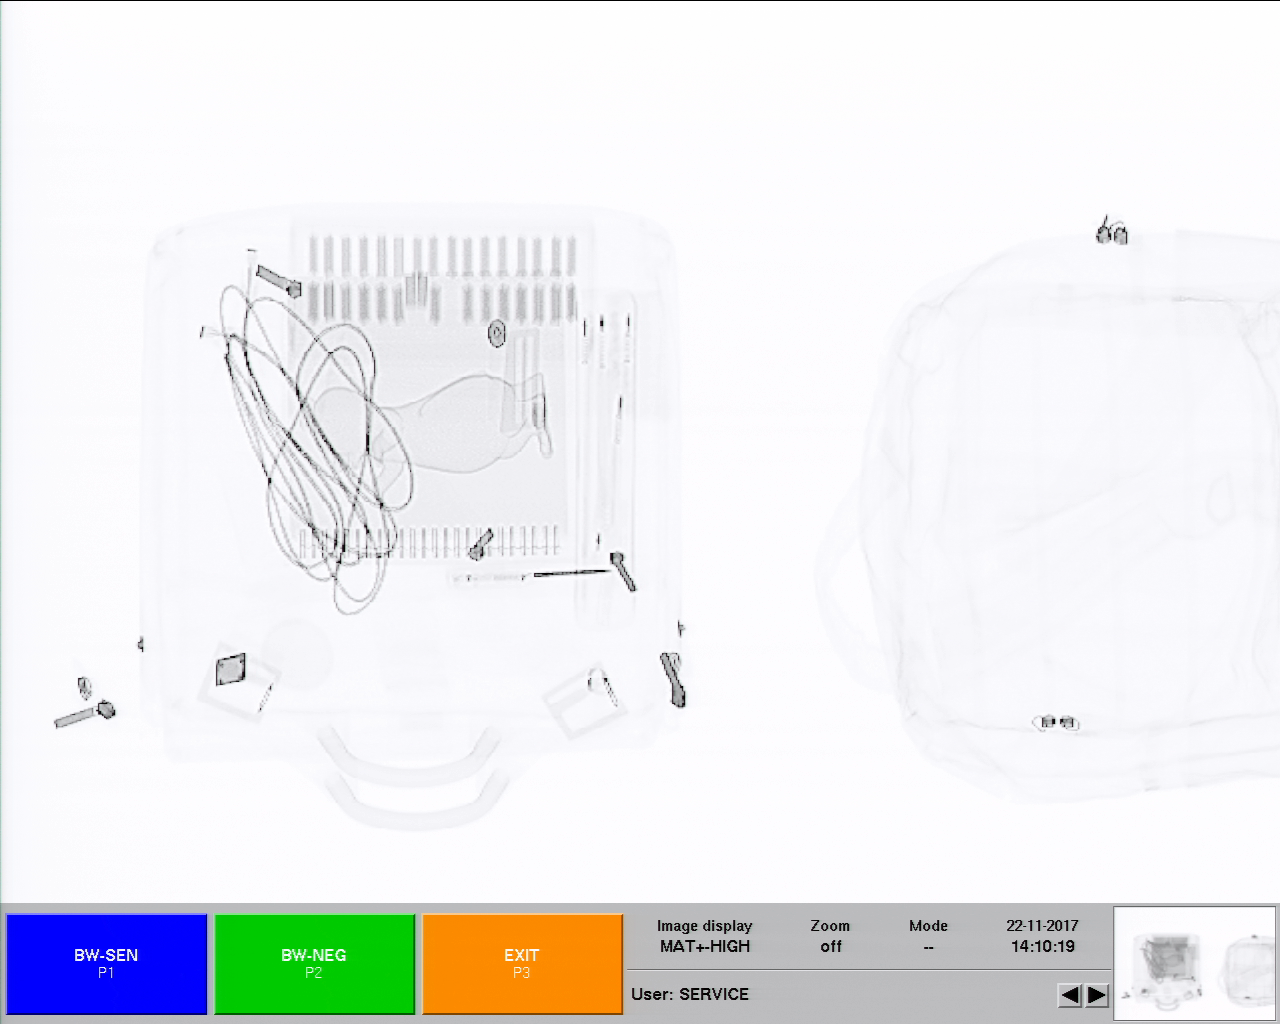 BW-SEN
P1
BW-NEG
P2
EXIT
P3
Image display
MAT+-HIGH
Zoom
off
Mode
--
22-11-2017
14:10:19
User: SERVICE